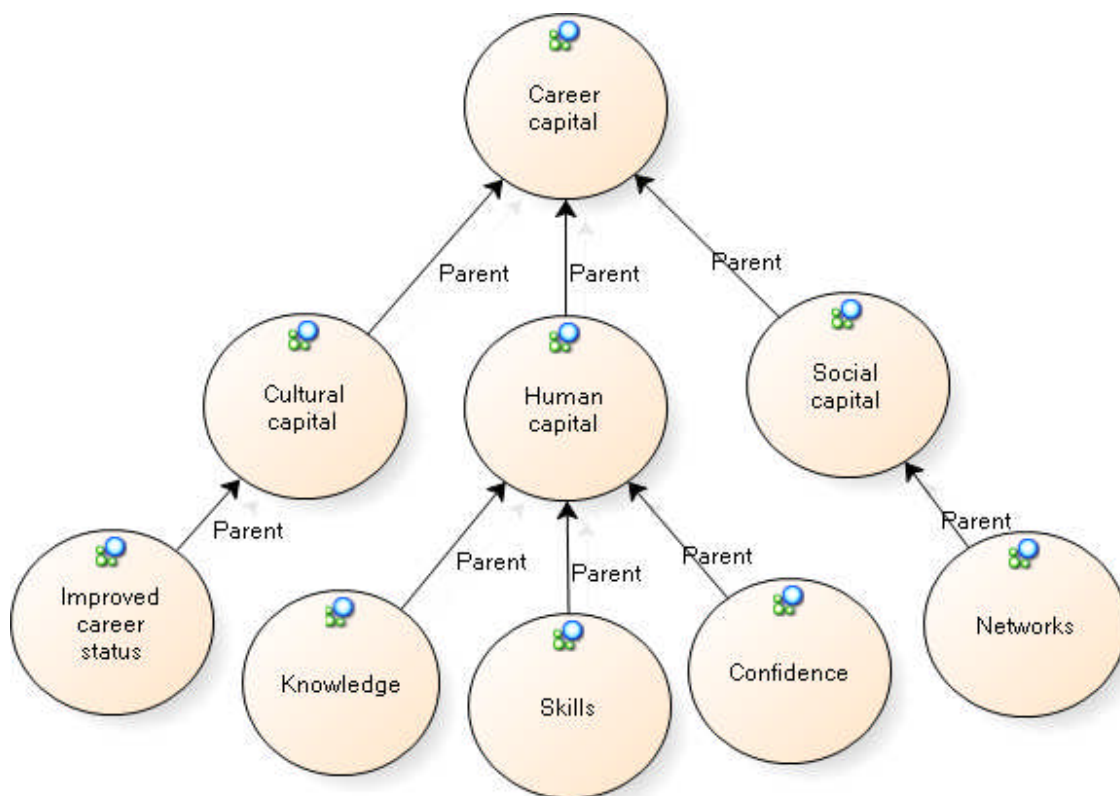 Career
capital
Parent
Parent
Parent
Cultural
capital
Human
capital
Social
capital
Parent
Parent
Parent
Parent
Parent
Improved
career
status
Knowledge
Skills
Confidence
Networks